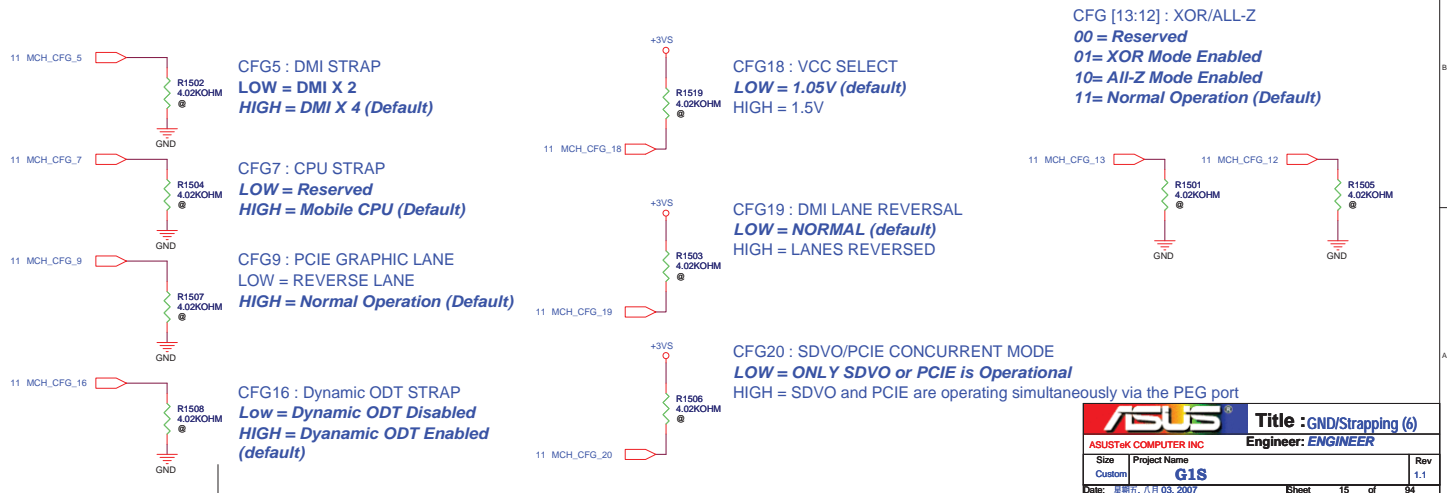 11 MCH_CFG_5
R1502
4.02KOHM
@
GND
CFG5 : DMI STRAP
LOW = DMI X 2
HIGH = DMI X 4 (Default)
11 MCH_CFG_7
R1504
4.02KOHM
@
GND
CFG7 : CPU STRAP
LOW = Reserved
HIGH = Mobile CPU (Default)
11 MCH_CFG_9
R1507
4.02KOHM
@
GND
CFG9 : PCIE GRAPHIC LANE
LOW = REVERSE LANE
HIGH = Normal Operation (Default)
11 MCH_CFG_16
R1508
4.02KOHM
@
GND
CFG16 : Dynamic ODT STRAP
Low = Dynamic ODT Disabled
HIGH = Dyanamic ODT Enabled
(default)
+3VS
R1519
4.02KOHM
@
11 MCH_CFG_18
CFG18 : VCC SELECT
LOW = 1.05V (default)
HIGH = 1.5V
+3VS
R1503
4.02KOHM
@
11 MCH_CFG_19
CFG19 : DMI LANE REVERSAL
LOW = NORMAL (default)
HIGH = LANES REVERSED
+3VS
R1506
4.02KOHM
@
11 MCH_CFG_20
CFG20 : SDVO/PCIE CONCURRENT MODE
LOW = ONLY SDVO or PCIE is Operational
HIGH = SDVO and PCIE are operating simultaneously via the PEG port
CFG [13:12] : XOR/ALL-Z
00 = Reserved
01= XOR Mode Enabled
10= All-Z Mode Enabled
11= Normal Operation (Default)
11 MCH_CFG_13
R1501
4.02KOHM
@
GND
11 MCH_CFG_12
R1505
4.02KOHM
@
GND
B
A
ASUS®
Title : GND/Strapping (6)
ASUSTeK COMPUTER INC
Engineer: ENGINEER
Size Project Name Rev
Custom G1S 1.1
Date: 星期五, 八月 03, 2007 Sheet 15 of 94